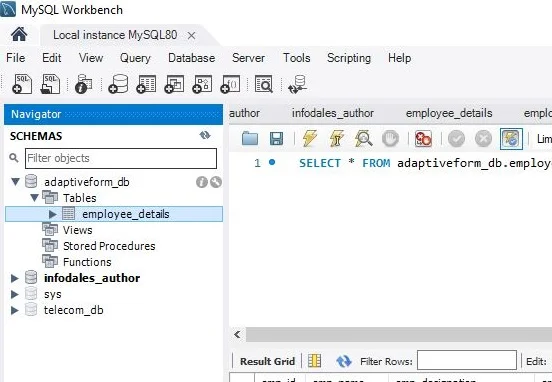 MySQL Workbench
Local instance MySQL80
File Edit View Query Database Server Tools Scripting Help
Navigator
SCHEMAS
Filter objects
adaptiveform_db
Tables
employee_details
Views
Stored Procedures
Functions
infodales_author
sys
telecom_db
author infodales_author employee_details emplo
Lim
1 SELECT * FROM adaptiveform_db.employe
Result Grid Filter Rows: Edit: